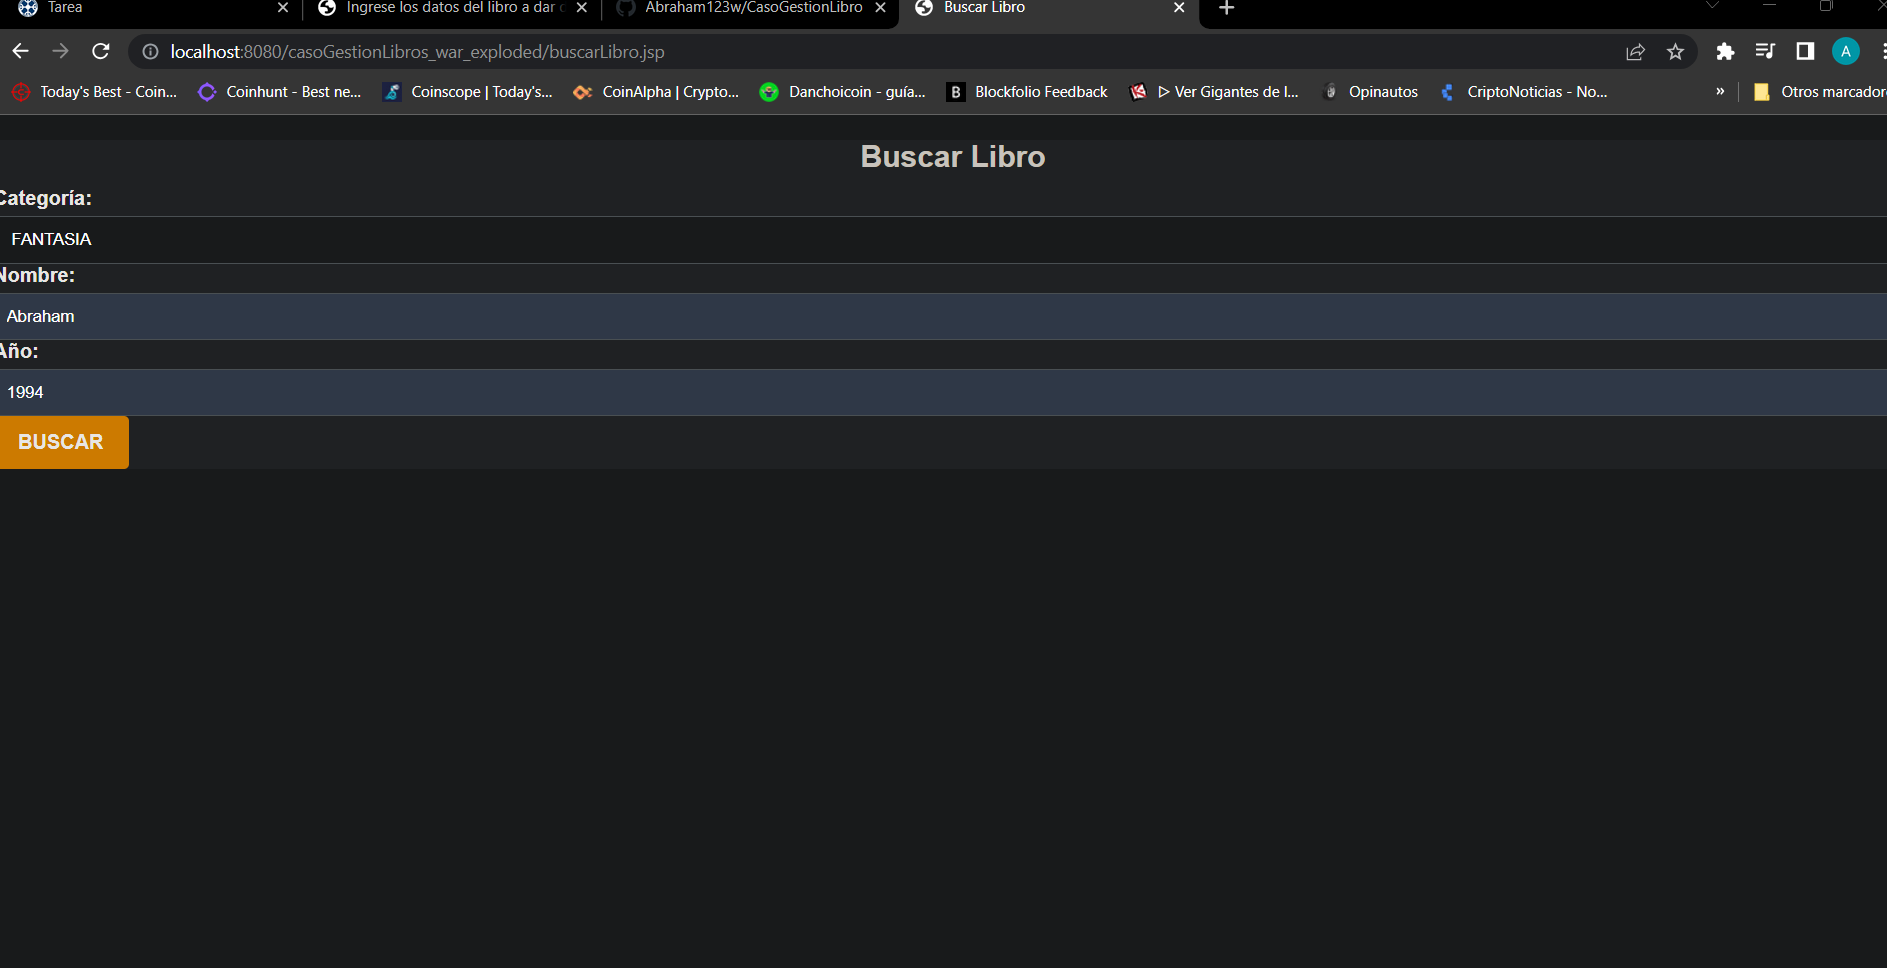 Tarea
Ingrese los datos del libro a dar
Abraham123w/CasoGestionLibro
Buscar Libro
localhost:8080/casoGestionLibros_war_exploded/buscarLibro.jsp
A
Today's Best - Coin...
Coinhunt - Best ne...
Coinscope | Today's...
CoinAlpha | Crypto...
Danchoicoin - guía...
B Blockfolio Feedback
▷ Ver Gigantes de l...
Opinautos
CriptoNoticias - No...
»
Otros marcador
Buscar Libro
Categoría:
FANTASIA
Nombre:
Abraham
Año:
1994
BUSCAR